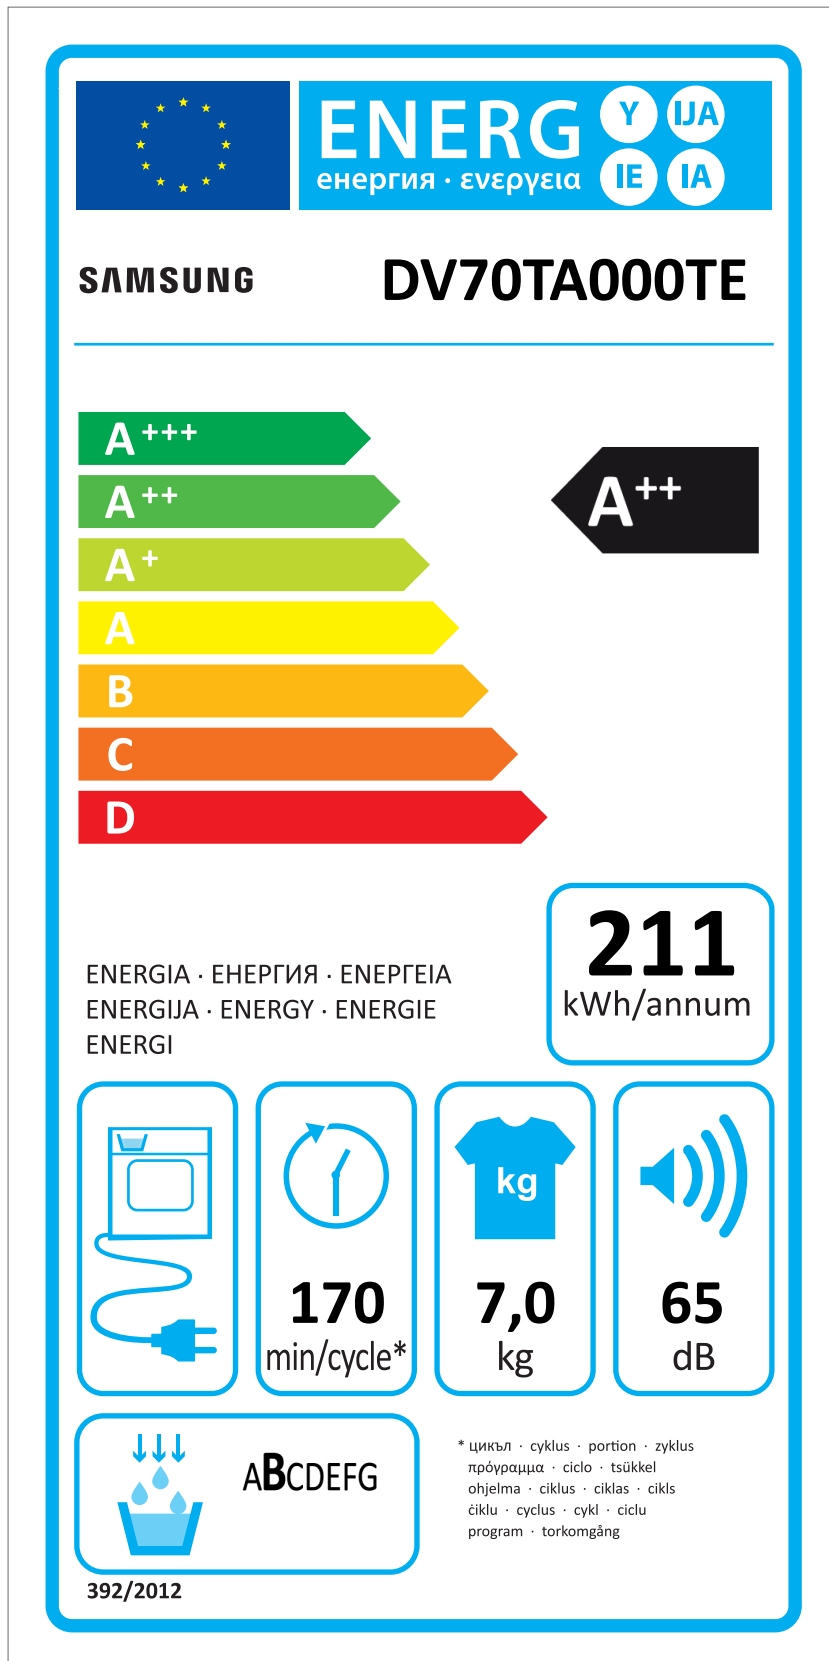 ENERG Y IJA
енергия · ενεργεια IE IA
SAMSUNG DV70TA000TE
A+++
A++
A++
A+
A
B
C
D
211
kWh/annum
ENERGIA · ЕНЕРГИЯ · ΕΝΕΡΓΕΙΑ
ENERGIJA · ENERGY · ENERGIE
ENERGI
kg
170
min/cycle*
7,0
kg
65
dB
ABCDEFG
* цикъл · cyklus · portion · zyklus
πρόγραμμα · ciclo · tsükkel
ohjelma · ciklus · ciklas · cikls
ċiklu · cyclus · cykl · ciclu
program · torkomgång
392/2012